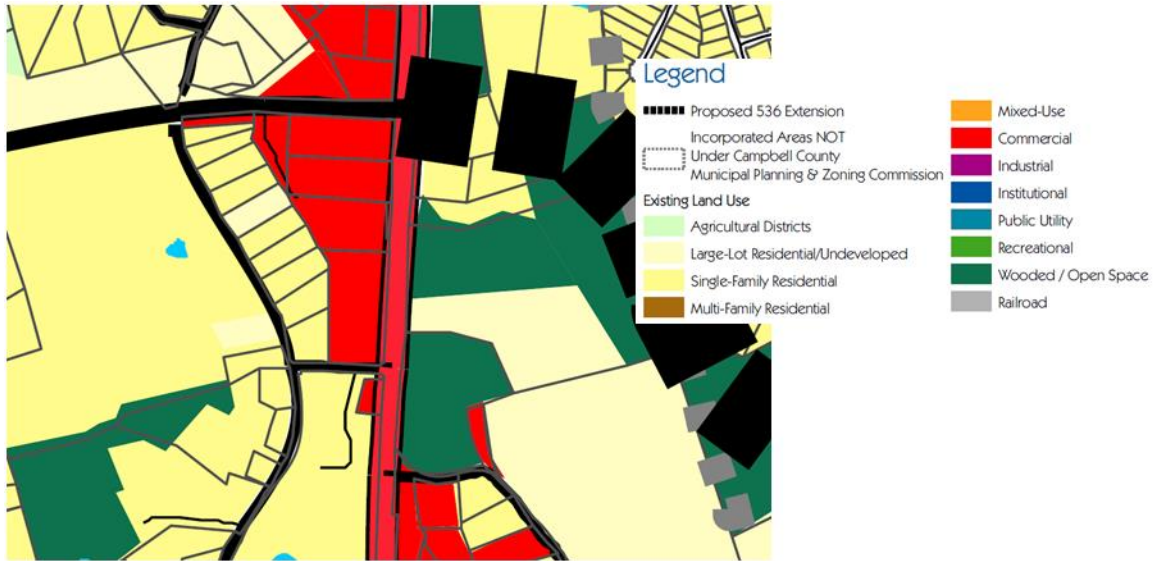 Legend
Proposed 536 Extension
Incorporated Areas NOT
Under Campbell County
Municipal Planning & Zoning Commission
Existing Land Use
Agricultural Districts
Large-Lot Residential/Undeveloped
Single-Family Residential
Multi-Family Residential
Mixed-Use
Commercial
Industrial
Institutional
Public Utility
Recreational
Wooded / Open Space
Railroad